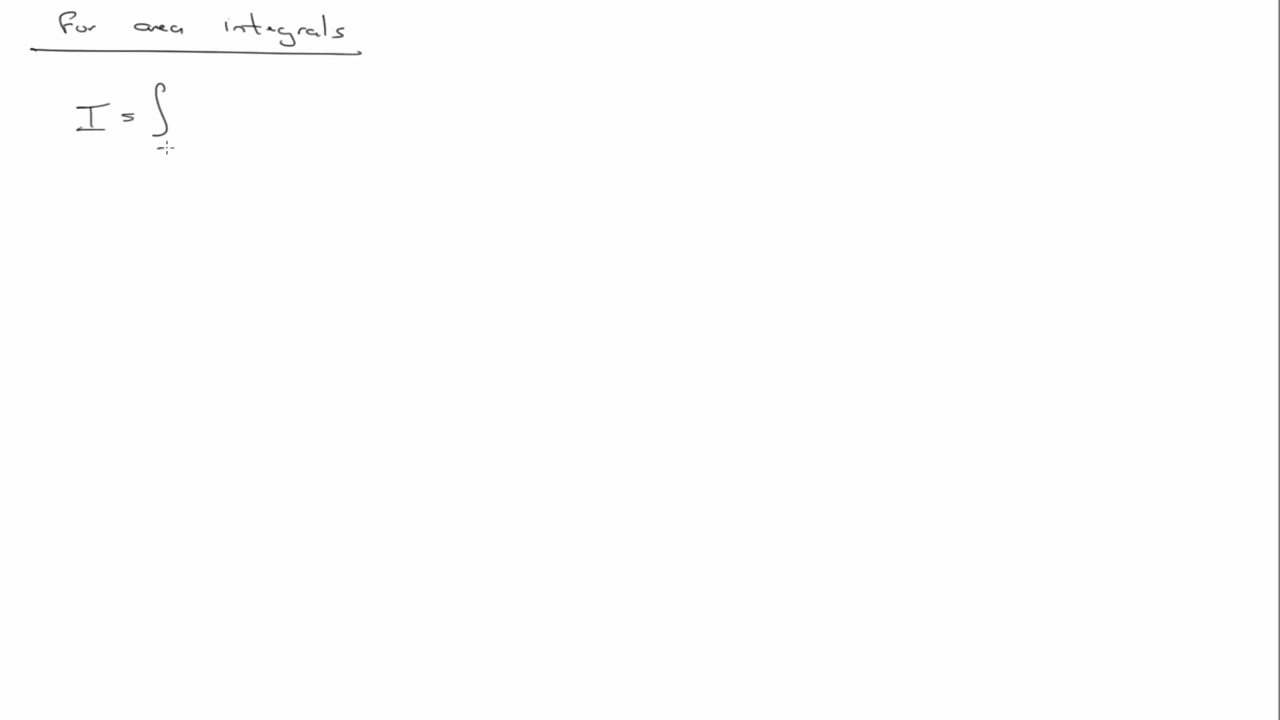 For area integrals
I = ∫